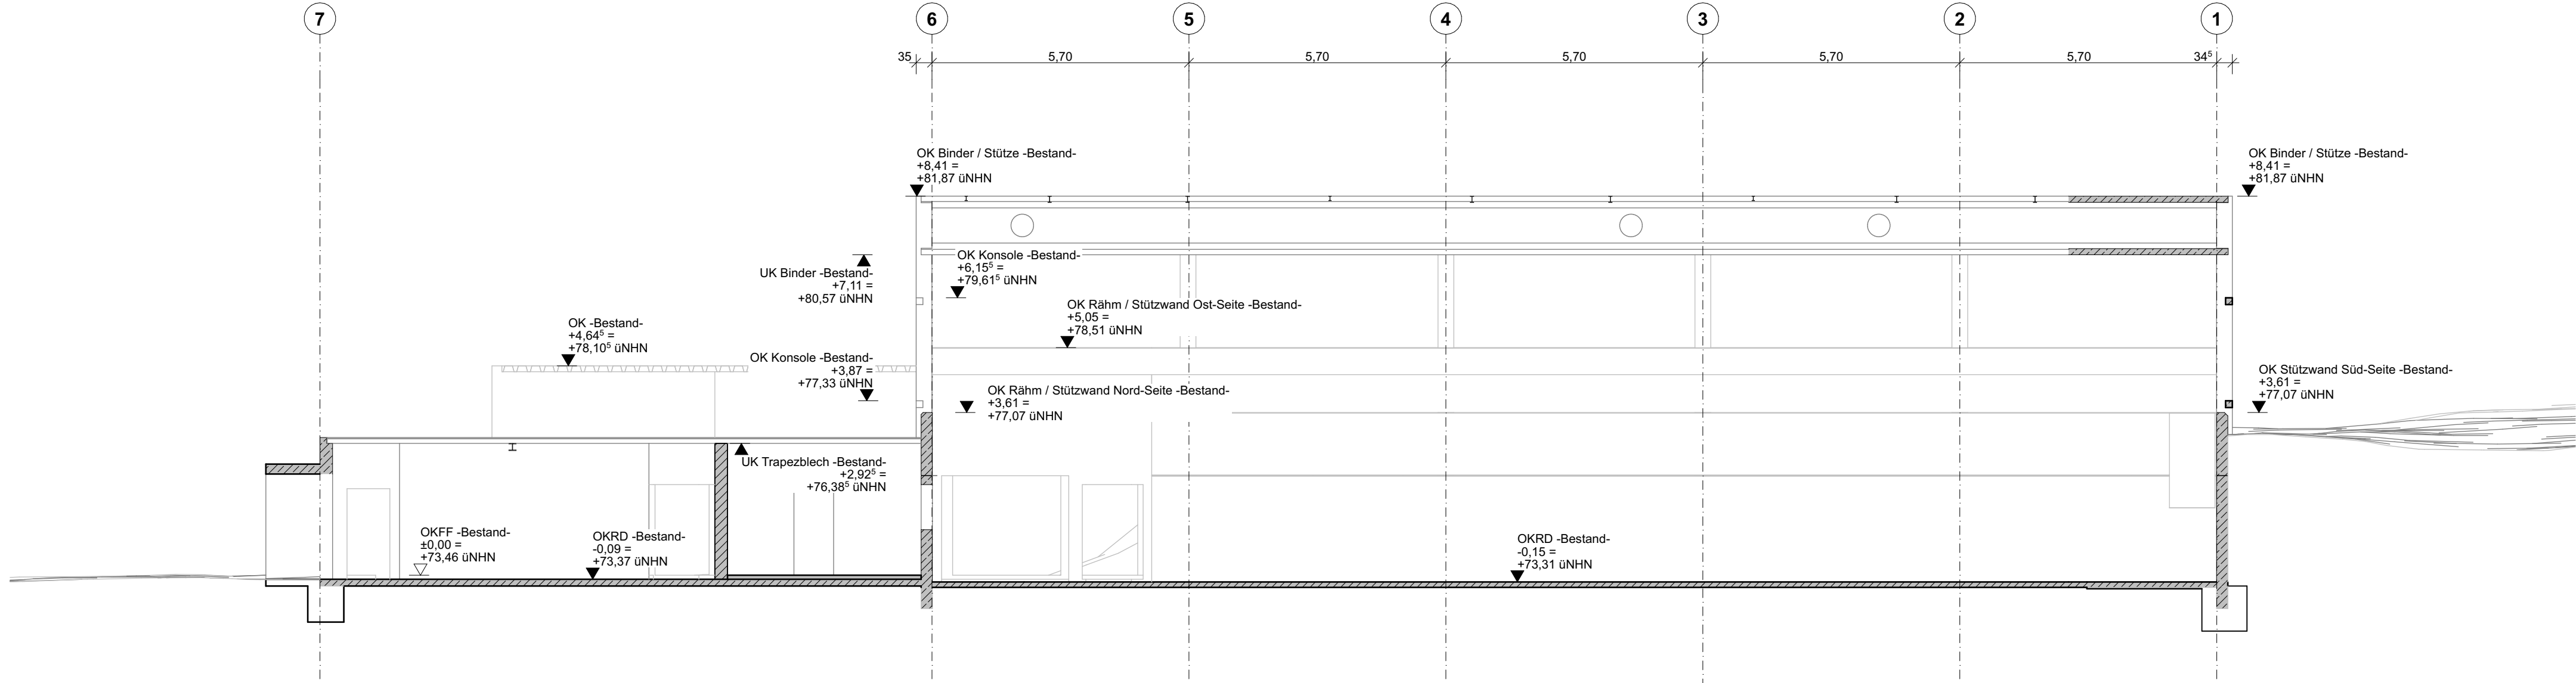 7
6
5
4
3
2
1
35
5,70
5,70
5,70
5,70
5,70
34⁵
OK Binder / Stütze -Bestand-
+8,41 =
+81,87 üNHN
OK Binder / Stütze -Bestand-
+8,41 =
+81,87 üNHN
UK Binder -Bestand-
+7,11 =
+80,57 üNHN
OK Konsole -Bestand-
+6,15⁵ =
+79,61⁵ üNHN
OK Rähm / Stützwand Ost-Seite -Bestand-
+5,05 =
+78,51 üNHN
OK -Bestand-
+4,64⁵ =
+78,10⁵ üNHN
OK Konsole -Bestand-
+3,87 =
+77,33 üNHN
OK Rähm / Stützwand Nord-Seite -Bestand-
+3,61 =
+77,07 üNHN
OK Stützwand Süd-Seite -Bestand-
+3,61 =
+77,07 üNHN
UK Trapezblech -Bestand-
+2,92⁵ =
+76,38⁵ üNHN
OKFF -Bestand-
±0,00 =
+73,46 üNHN
OKRD -Bestand-
-0,09 =
+73,37 üNHN
OKRD -Bestand-
-0,15 =
+73,31 üNHN